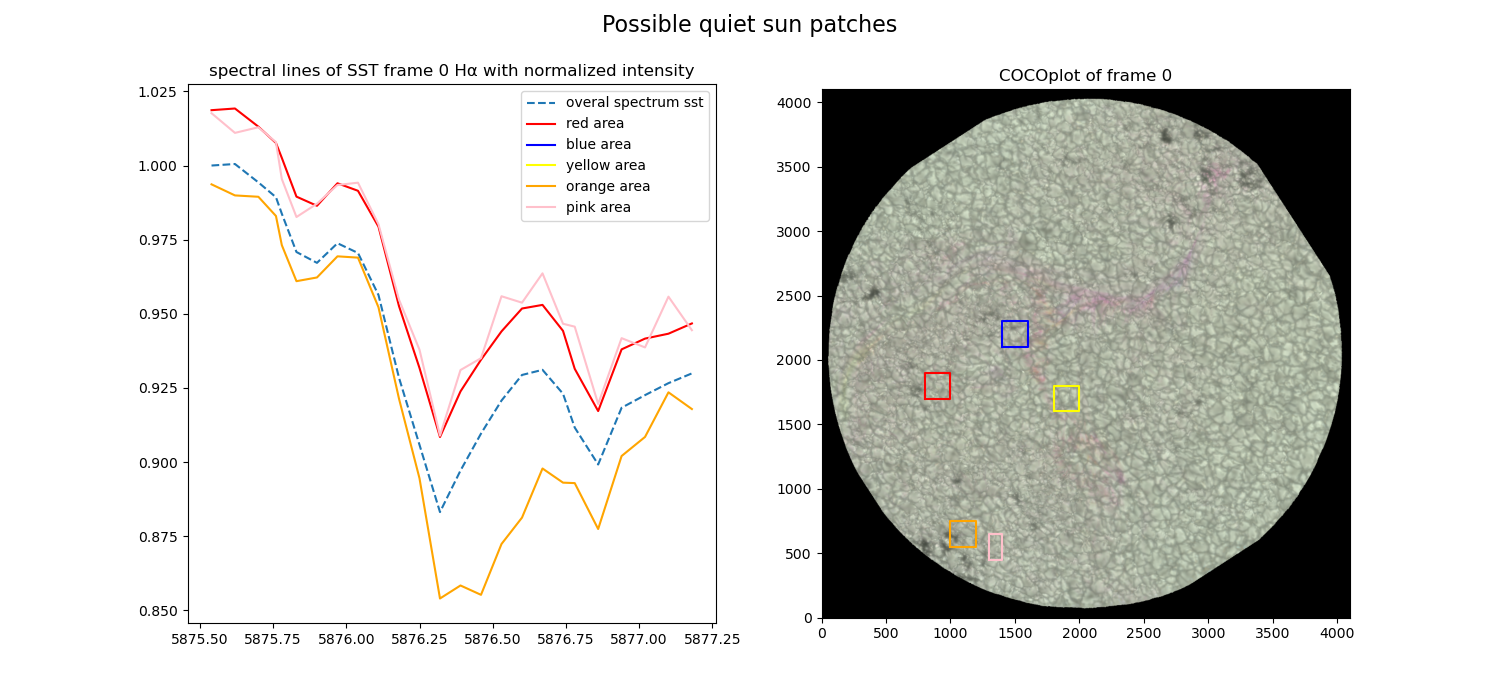 Possible quiet sun patches
spectral lines of SST frame 0 Hα with normalized intensity
1.025
1.000
0.975
0.950
0.925
0.900
0.875
0.850
5875.50 5875.75 5876.00 5876.25 5876.50 5876.75 5877.00 5877.25
overal spectrum sst
red area
blue area
yellow area
orange area
pink area
COCOplot of frame 0
4000
3500
3000
2500
2000
1500
1000
500
0
0 500 1000 1500 2000 2500 3000 3500 4000